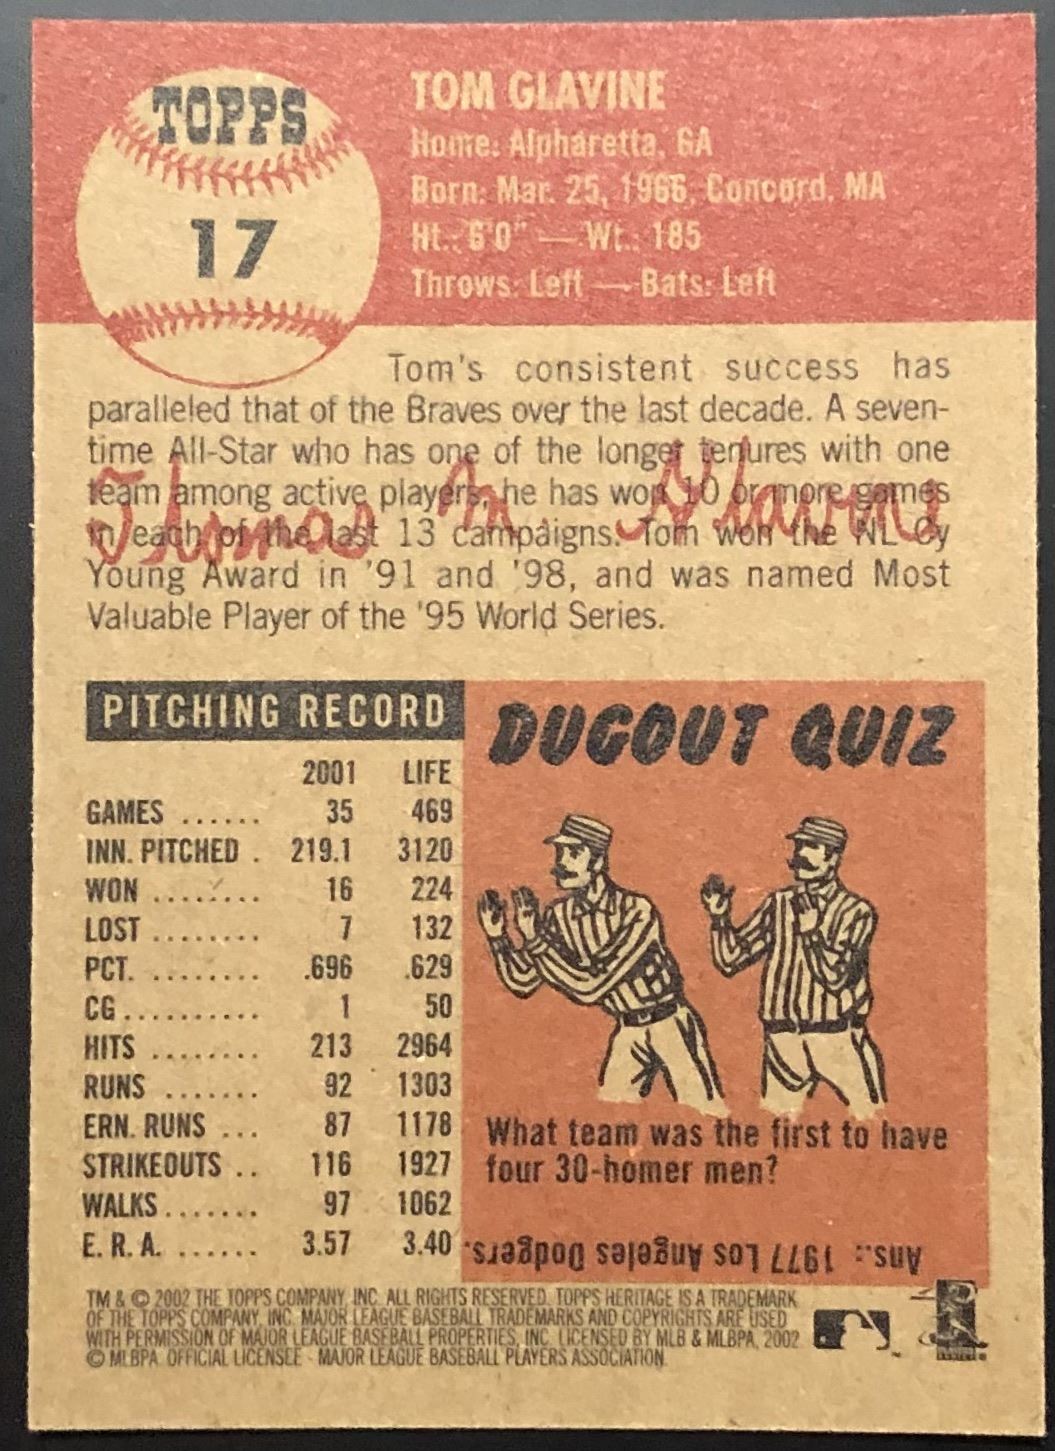 TOPPS
17
TOM GLAVINE
Home: Alpharetta, GA
Born: Mar. 25, 1966, Concord, MA
Ht.: 6'0" — Wt.: 185
Throws: Left — Bats: Left
Tom's consistent success has
paralleled that of the Braves over the last decade. A seven-
time All-Star who has one of the longer tenures with one
team among active players, he has won 10 or more games
in each of the last 13 campaigns. Tom won the NL Cy
Young Award in '91 and '98, and was named Most
Valuable Player of the '95 World Series.
Thomas M. Glavine
PITCHING RECORD
2001 LIFE
GAMES ...... 35 469
INN. PITCHED . 219.1 3120
WON ........ 16 224
LOST ........ 7 132
PCT. ........ .696 .629
CG .......... 1 50
HITS ........ 213 2964
RUNS ....... 92 1303
ERN. RUNS ... 87 1178
STRIKEOUTS .. 116 1927
WALKS ....... 97 1062
E. R. A. ...... 3.57 3.40
DUGOUT QUIZ
What team was the first to have
four 30-homer men?
Ans.: 1977 Los Angeles Dodgers.
TM & © 2002 THE TOPPS COMPANY, INC. ALL RIGHTS RESERVED. TOPPS HERITAGE IS A TRADEMARK
OF THE TOPPS COMPANY, INC. MAJOR LEAGUE BASEBALL TRADEMARKS AND COPYRIGHTS ARE USED
WITH PERMISSION OF MAJOR LEAGUE BASEBALL PROPERTIES, INC. LICENSED BY MLB & MLBPA, 2002
© MLBPA. OFFICIAL LICENSEE - MAJOR LEAGUE BASEBALL PLAYERS ASSOCIATION.